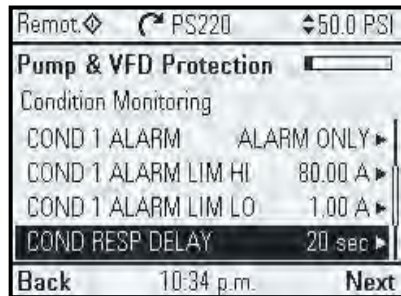 Remot. PS220 50.0 PSI
Pump & VFD Protection
Condition Monitoring
COND 1 ALARM ALARM ONLY
COND 1 ALARM LIM HI 80.00 A
COND 1 ALARM LIM LO 1.00 A
COND RESP DELAY 20 sec
Back 10:34 p.m. Next